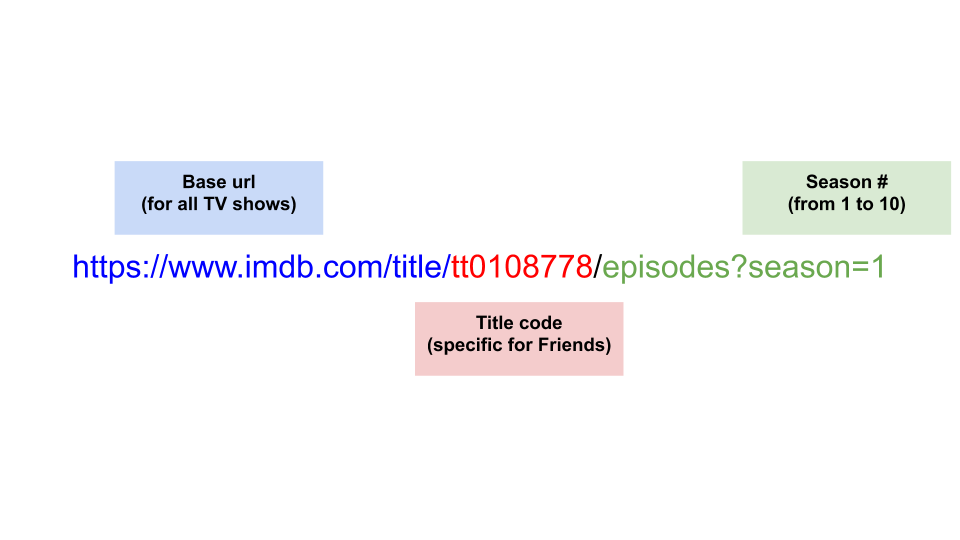 Base url
(for all TV shows)
Season #
(from 1 to 10)
https://www.imdb.com/title/tt0108778/episodes?season=1
Title code
(specific for Friends)